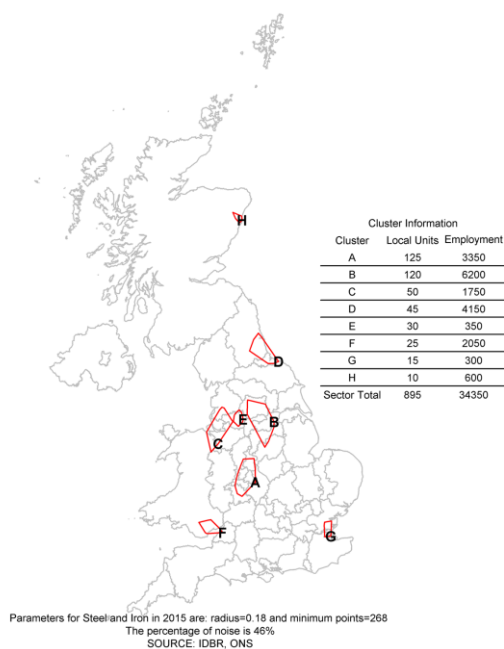 H
Cluster Information
Cluster Local Units Employment
A 125 3350
B 120 6200
C 50 1750
D 45 4150
E 30 350
F 25 2050
G 15 300
H 10 600
Sector Total 895 34350
D
E
B
C
A
F
G
Parameters for Steel and Iron in 2015 are: radius=0.18 and minimum points=268
The percentage of noise is 46%
SOURCE: IDBR, ONS